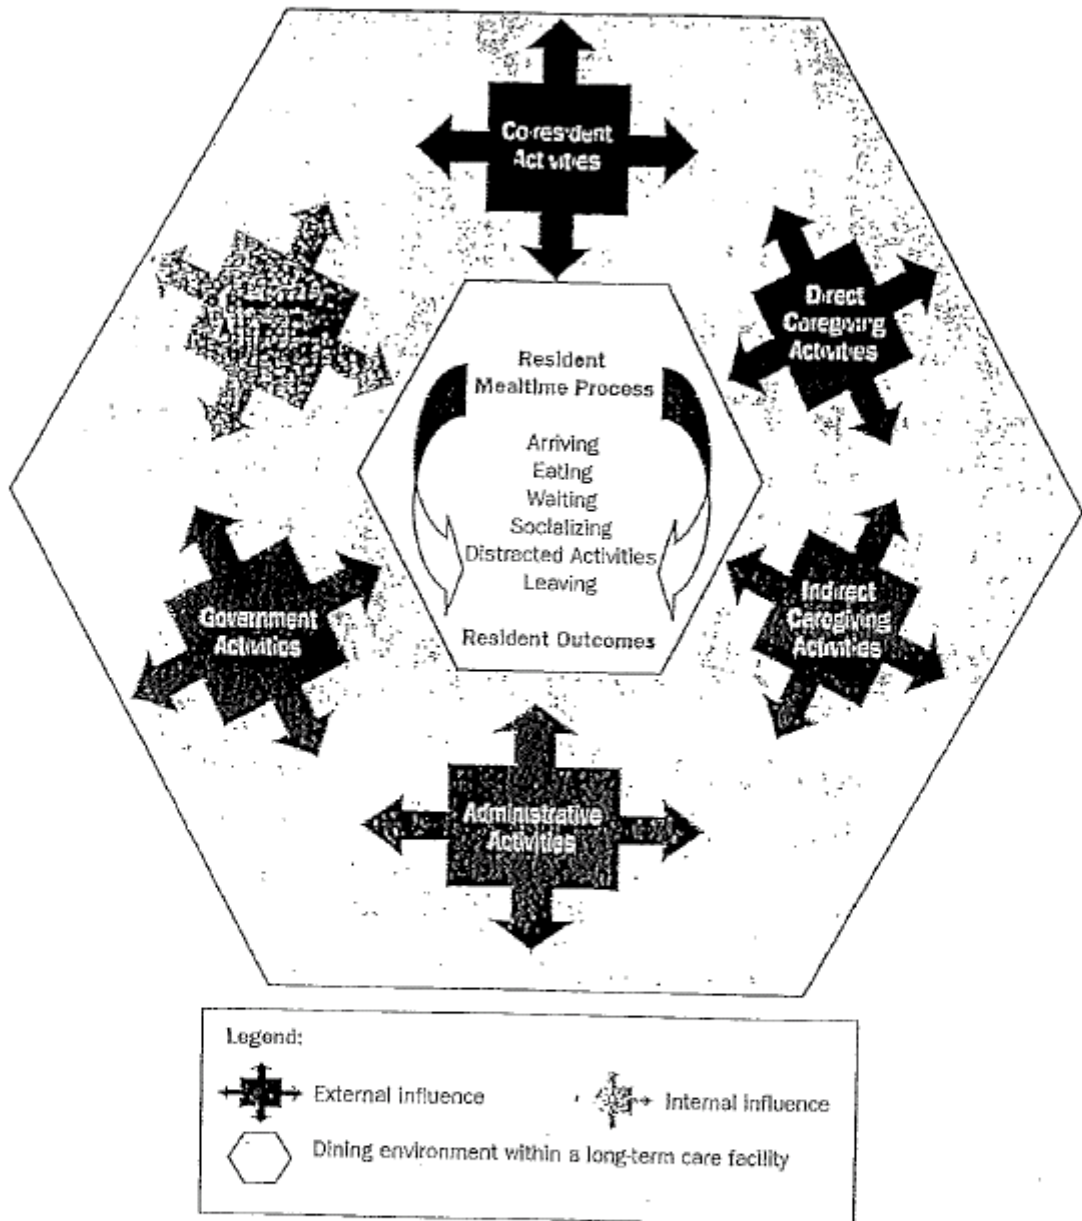 Co-resident
Activities
Direct
Caregiving
Activities
Resident
Mealtime Process
Arriving
Eating
Waiting
Socializing
Distracted Activities
Leaving
Resident Outcomes
Government
Activities
Indirect
Caregiving
Activities
Administrative
Activities
Legend:
External influence
Internal influence
Dining environment within a long-term care facility